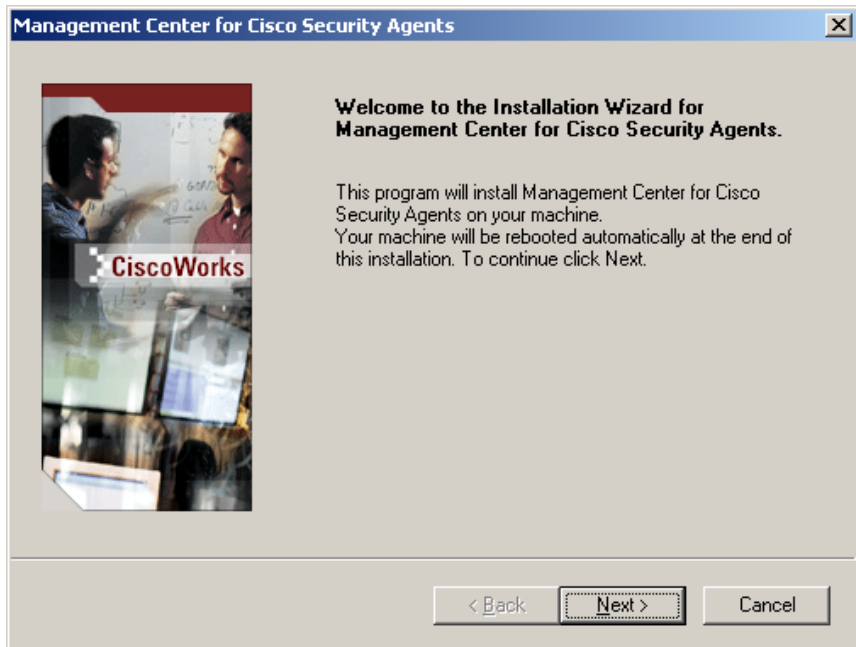 Management Center for Cisco Security Agents
Welcome to the Installation Wizard for
Management Center for Cisco Security Agents.
This program will install Management Center for Cisco
Security Agents on your machine.
Your machine will be rebooted automatically at the end of
this installation. To continue click Next.
CiscoWorks
< Back
Next >
Cancel